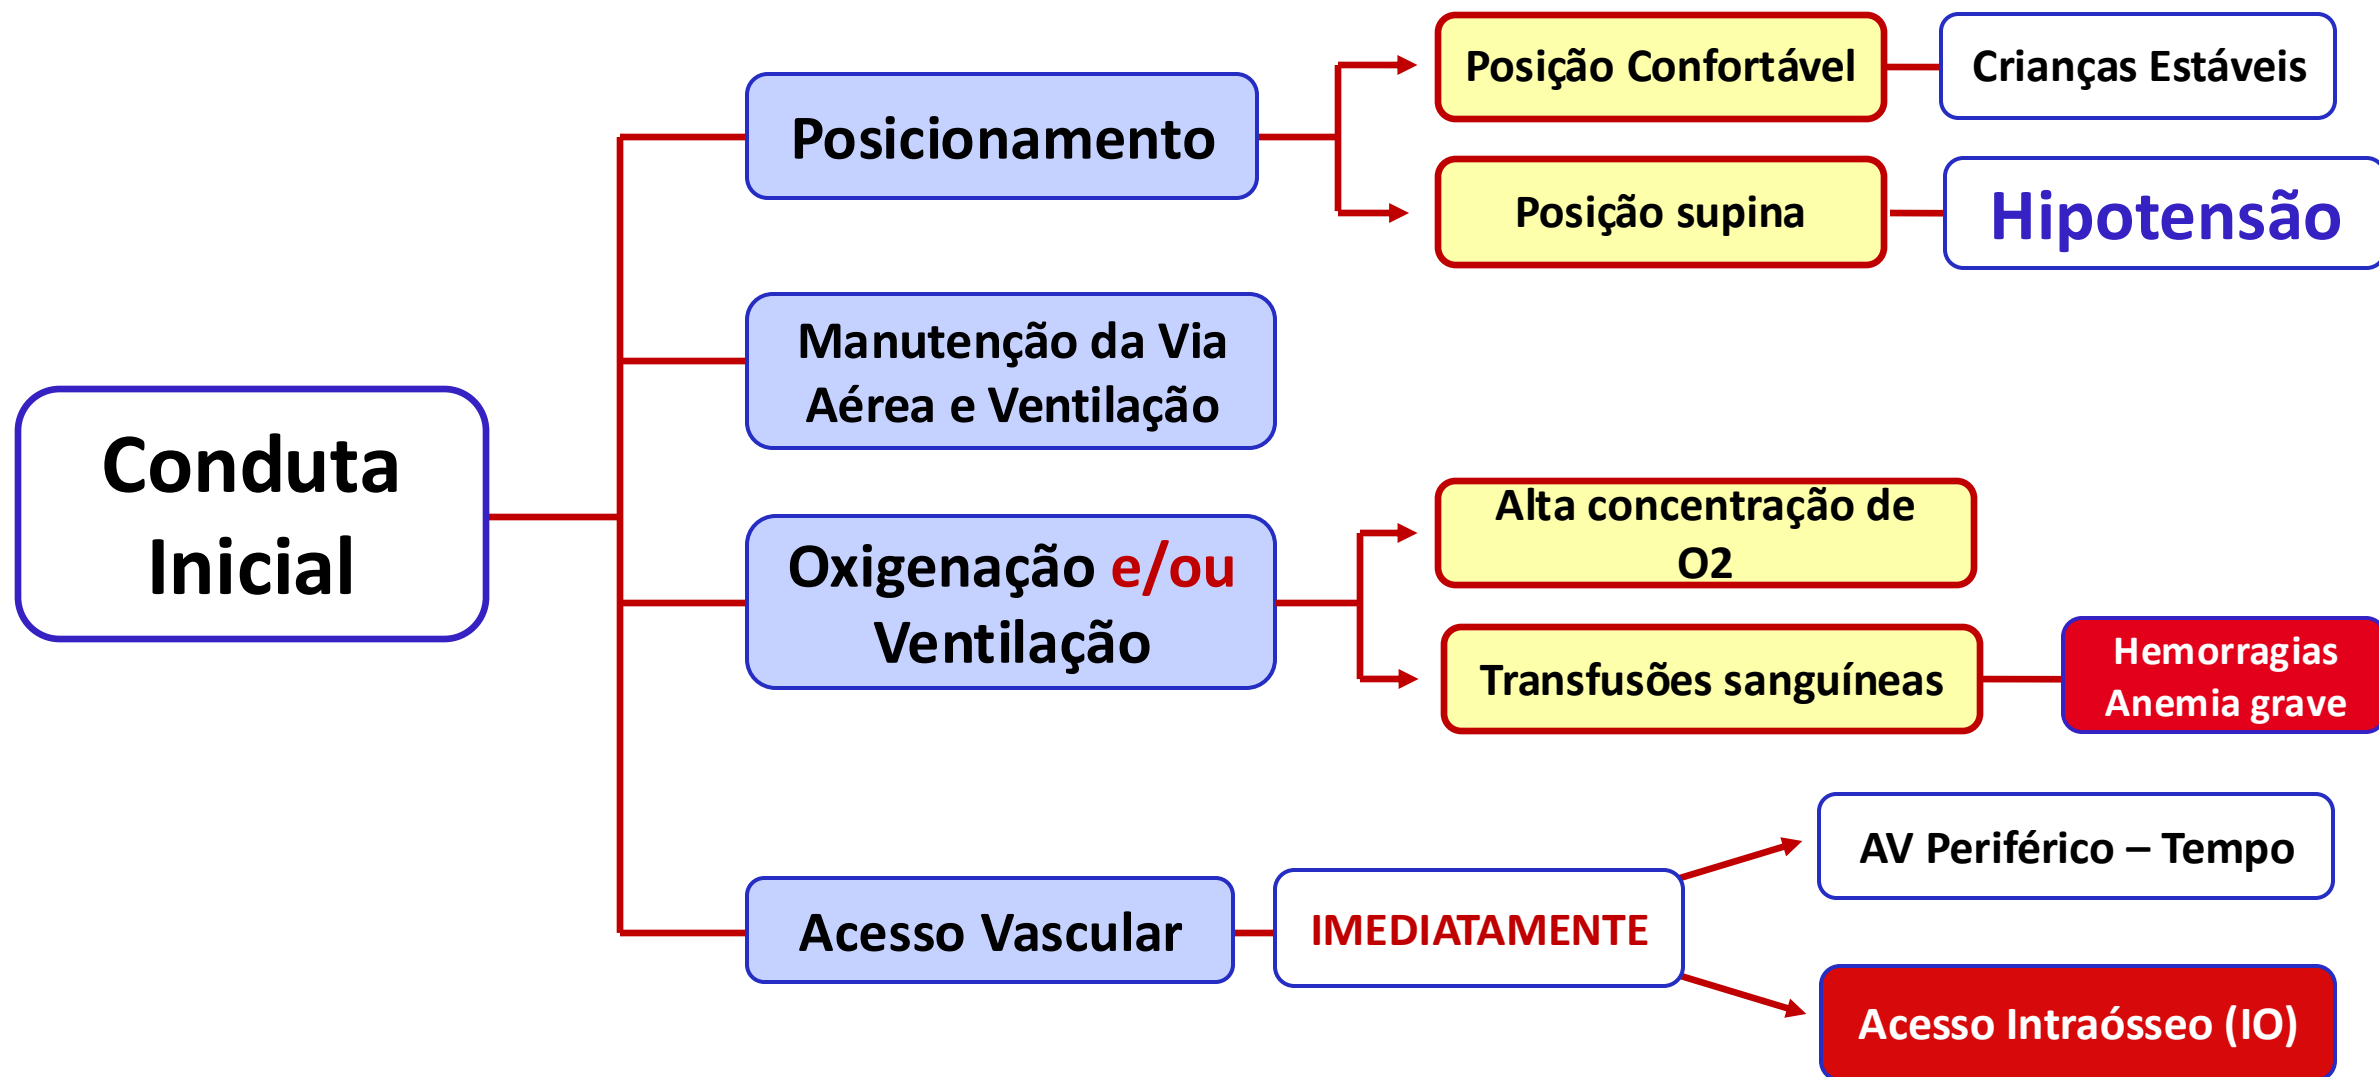 Conduta
Inicial
Posicionamento
Posição Confortável
Crianças Estáveis
Posição supina
Hipotensão
Manutenção da Via
Aérea e Ventilação
Oxigenação e/ou
Ventilação
Alta concentração de
O2
Transfusões sanguíneas
Hemorragias
Anemia grave
Acesso Vascular
IMEDIATAMENTE
AV Periférico – Tempo
Acesso Intraósseo (IO)